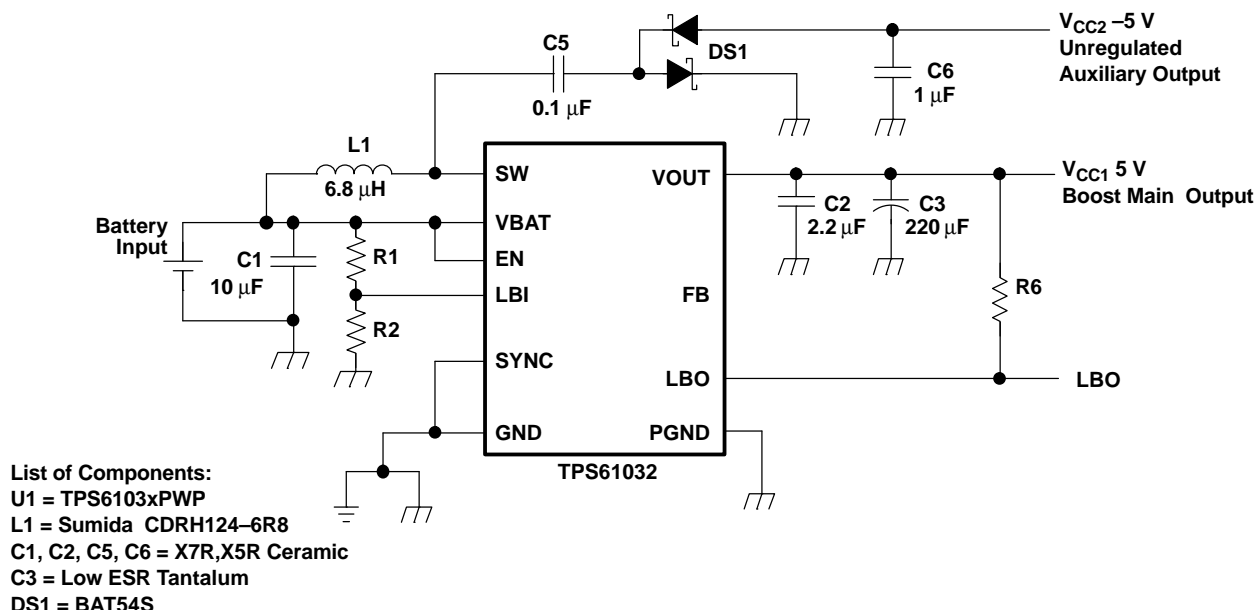 C5
0.1 μF
DS1
C6
1 μF
VCC2 –5 V
Unregulated
Auxiliary Output
L1
6.8 μH
SW
VOUT
VCC1 5 V
Boost Main Output
Battery
Input
VBAT
C1
10 μF
R1
EN
C2
2.2 μF
C3
220 μF
LBI
FB
R6
R2
SYNC
LBO
LBO
GND
PGND
TPS61032
List of Components:
U1 = TPS6103xPWP
L1 = Sumida CDRH124–6R8
C1, C2, C5, C6 = X7R,X5R Ceramic
C3 = Low ESR Tantalum
DS1 = BAT54S